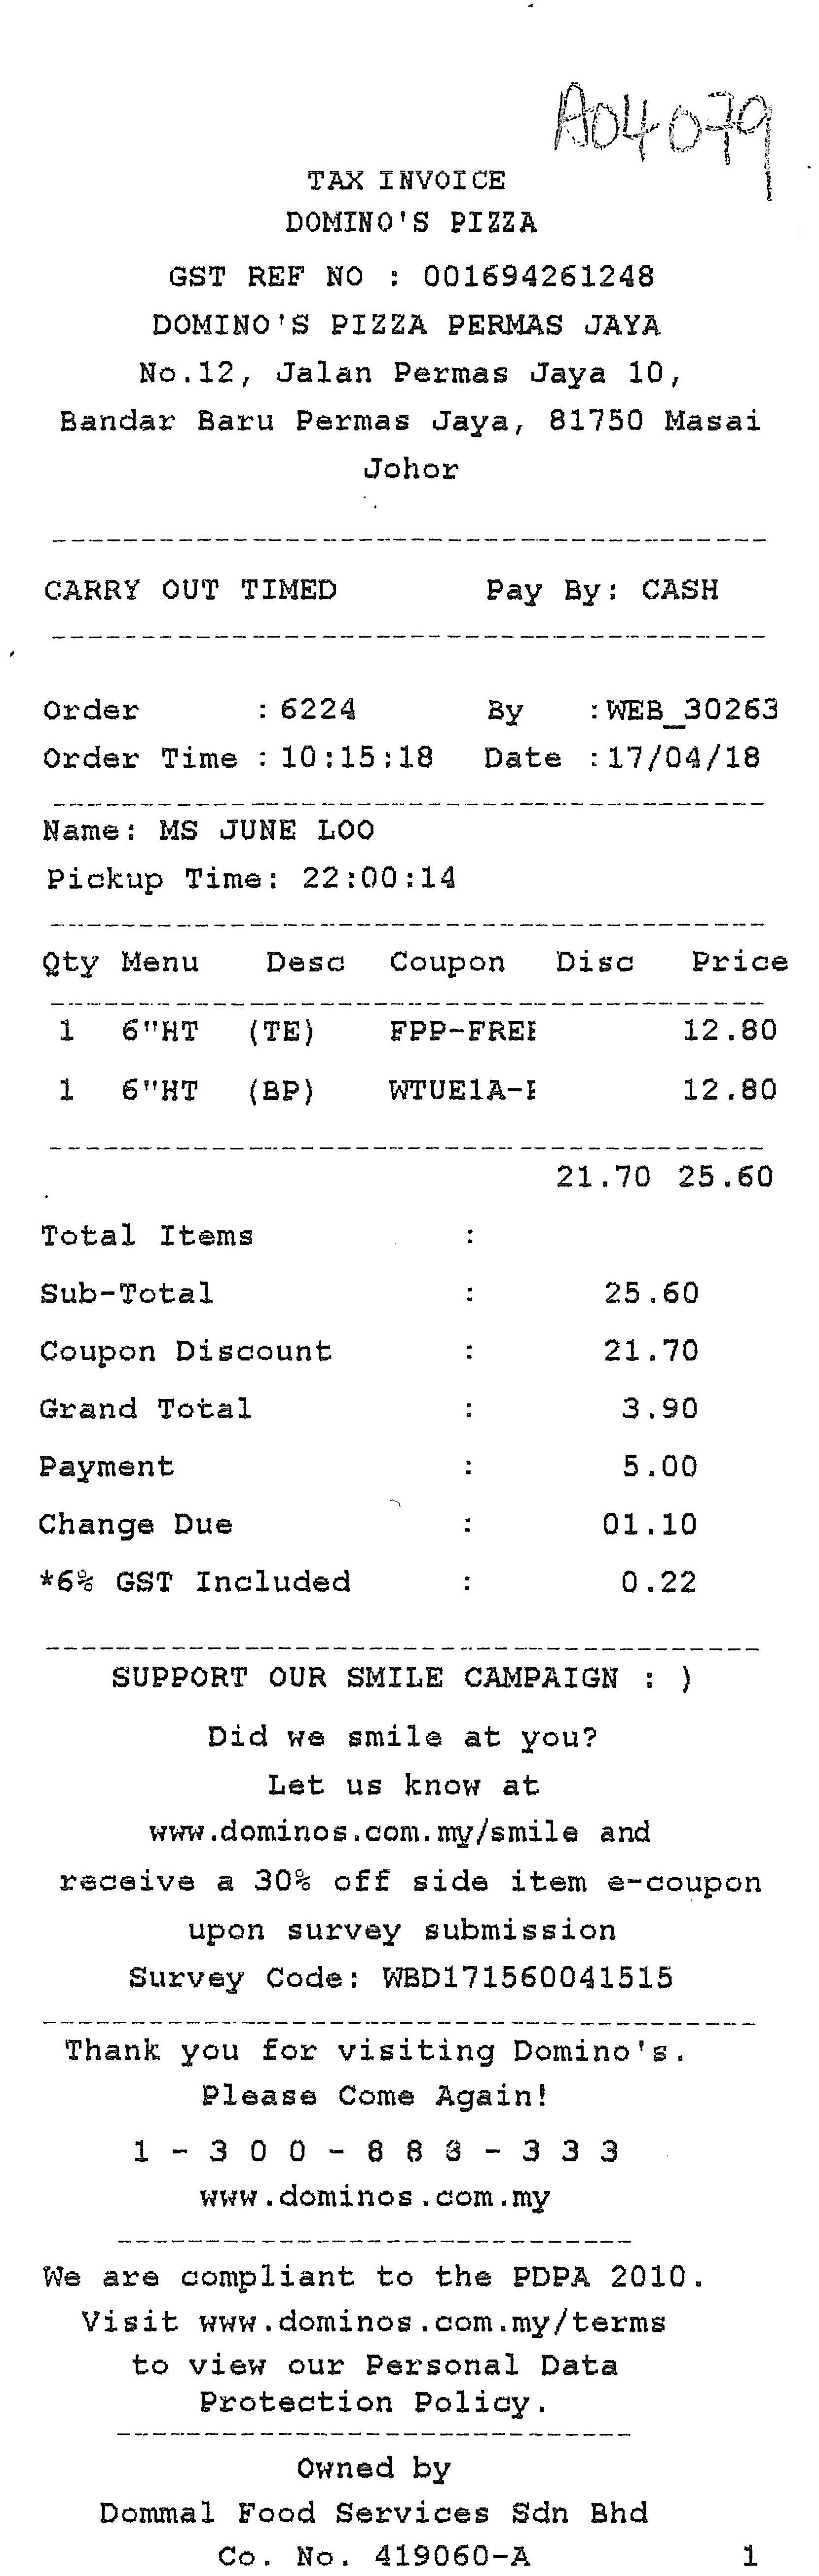 A04079
TAX INVOICE
DOMINO'S PIZZA
GST REF NO : 001694261248
DOMINO'S PIZZA PERMAS JAYA
No.12, Jalan Permas Jaya 10,
Bandar Baru Permas Jaya, 81750 Masai
Johor
CARRY OUT TIMED Pay By: CASH
Order : 6224 By :WEB_30263
Order Time : 10:15:18 Date :17/04/18
Name: MS JUNE LOO
Pickup Time: 22:00:14
Qty Menu Desc Coupon Disc Price
1 6"HT (TE) FPP-FREE 12.80
1 6"HT (BP) WTUE1A-E 12.80
21.70 25.60
Total Items :
Sub-Total : 25.60
Coupon Discount : 21.70
Grand Total : 3.90
Payment : 5.00
Change Due : 01.10
*6% GST Included : 0.22
SUPPORT OUR SMILE CAMPAIGN : )
Did we smile at you?
Let us know at
www.dominos.com.my/smile and
receive a 30% off side item e-coupon
upon survey submission
Survey Code: WBD171560041515
Thank you for visiting Domino's.
Please Come Again!
1 - 3 0 0 - 8 8 8 - 3 3 3
www.dominos.com.my
We are compliant to the PDPA 2010.
Visit www.dominos.com.my/terms
to view our Personal Data
Protection Policy.
Owned by
Dommal Food Services Sdn Bhd
Co. No. 419060-A 1